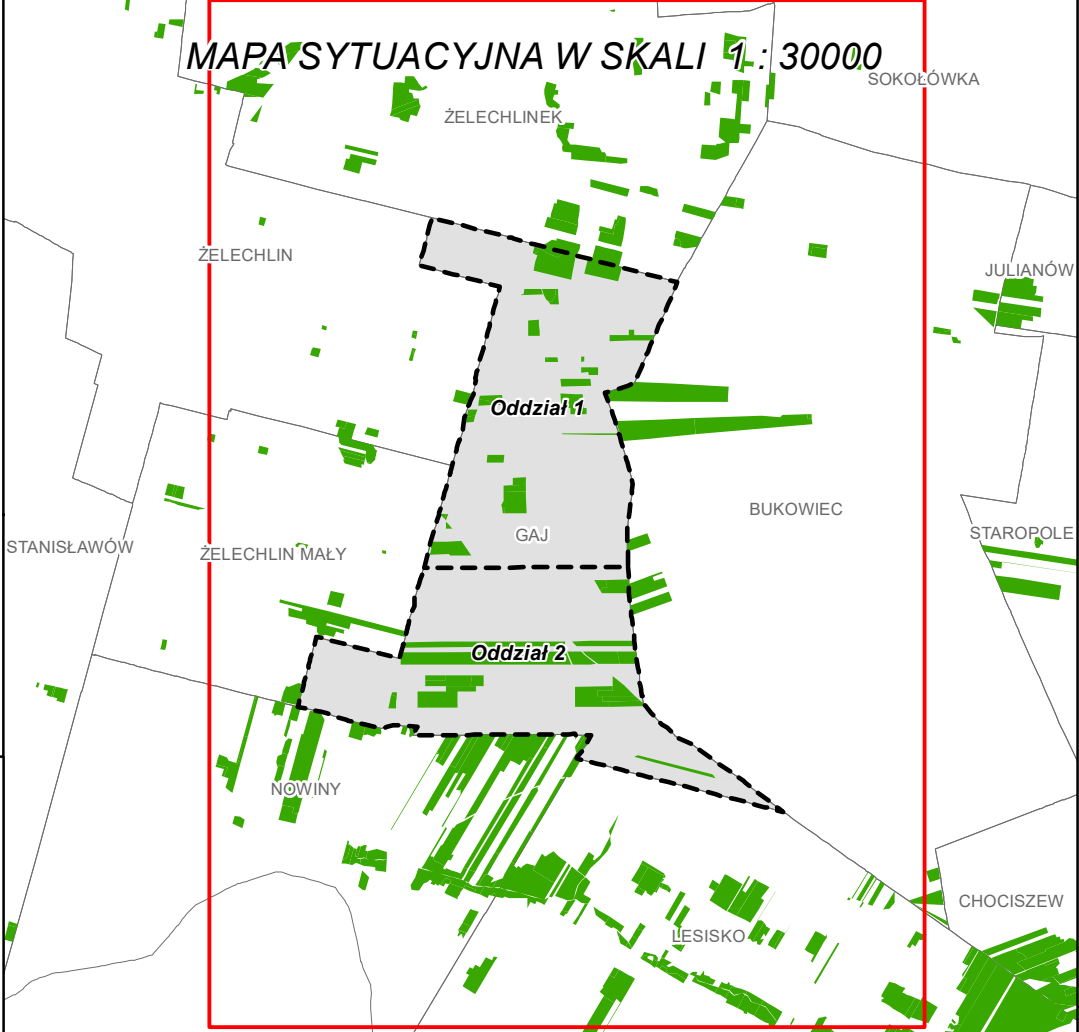 MAPA SYTUACYJNA W SKALI 1 : 30000
SOKOŁÓWKA
ŻELECHLINEK
ŻELECHLIN
JULIANÓW
Oddział 1
BUKOWIEC
STAROPOLE
GAJ
STANISŁAWÓW
ŻELECHLIN MAŁY
Oddział 2
NOWINY
CHOCISZEW
LESISKO